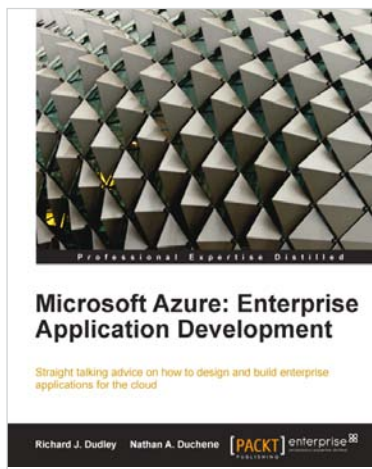 Professional Expertise Distilled
Microsoft Azure: Enterprise
Application Development
Straight talking advice on how to design and build enterprise
applications for the cloud
Richard J. Dudley Nathan A. Duchene [PACKT] enterprise
PUBLISHING